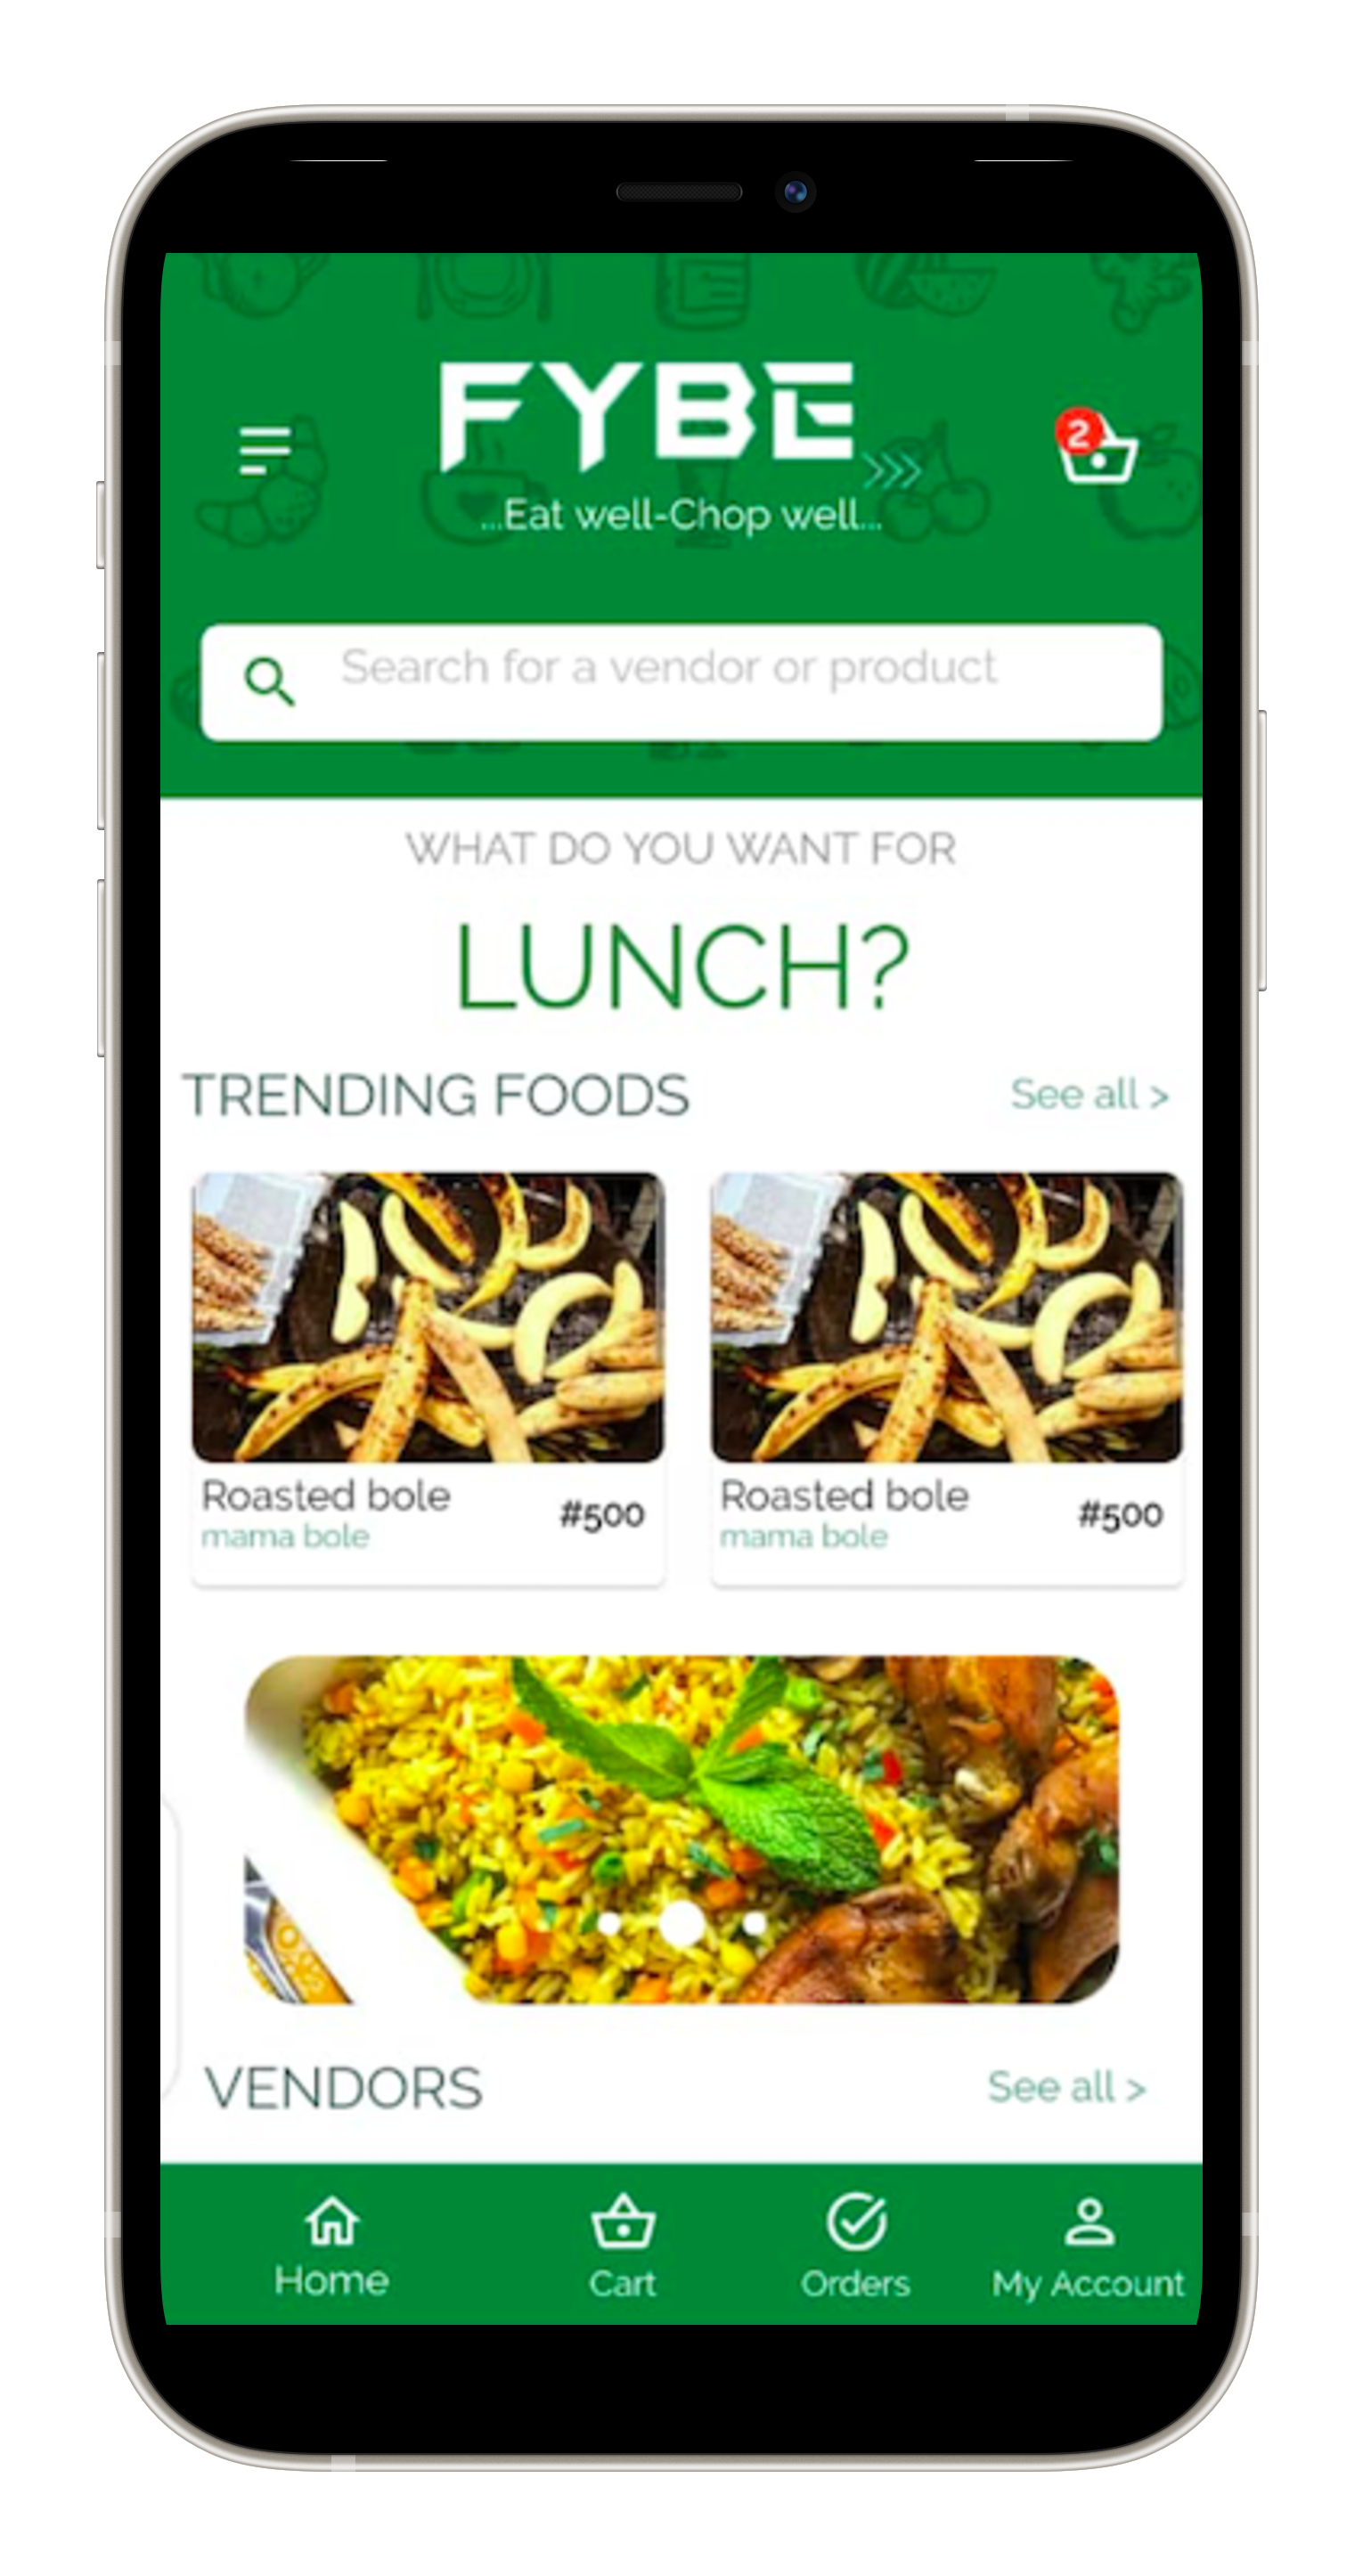 FYBE
...Eat well-Chop well...
2
Search for a vendor or product
WHAT DO YOU WANT FOR
LUNCH?
TRENDING FOODS
See all >
Roasted bole
mama bole
#500
Roasted bole
mama bole
#500
VENDORS
See all >
Home
Cart
Orders
My Account